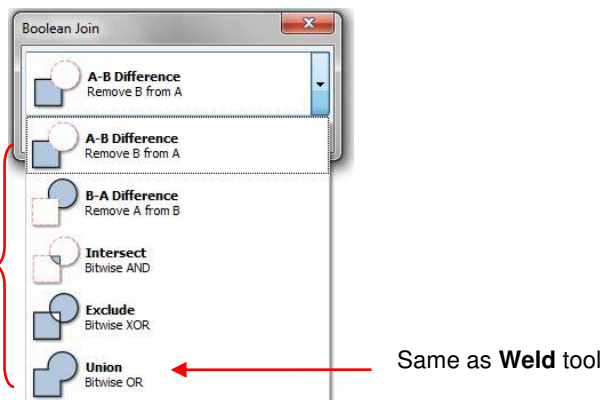 Boolean Join
A-B Difference
Remove B from A
A-B Difference
Remove B from A
B-A Difference
Remove A from B
Intersect
Bitwise AND
Exclude
Bitwise XOR
Union
Bitwise OR
Same as Weld tool